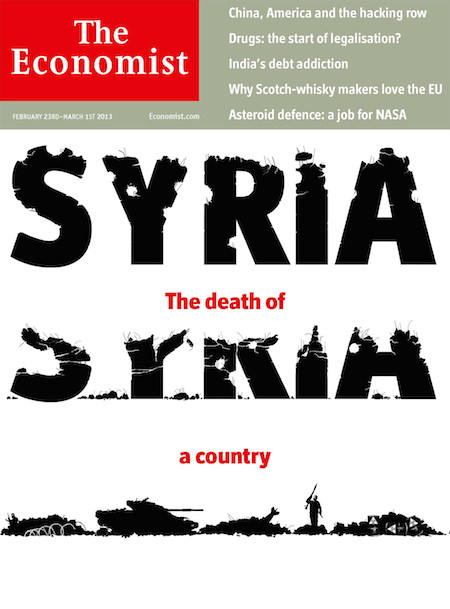 The
Economist
FEBRUARY 23RD–MARCH 1ST 2013
Economist.com
China, America and the hacking row
Drugs: the start of legalisation?
India's debt addiction
Why Scotch-whisky makers love the EU
Asteroid defence: a job for NASA
SYRIA
The death of
SYRIA
a country